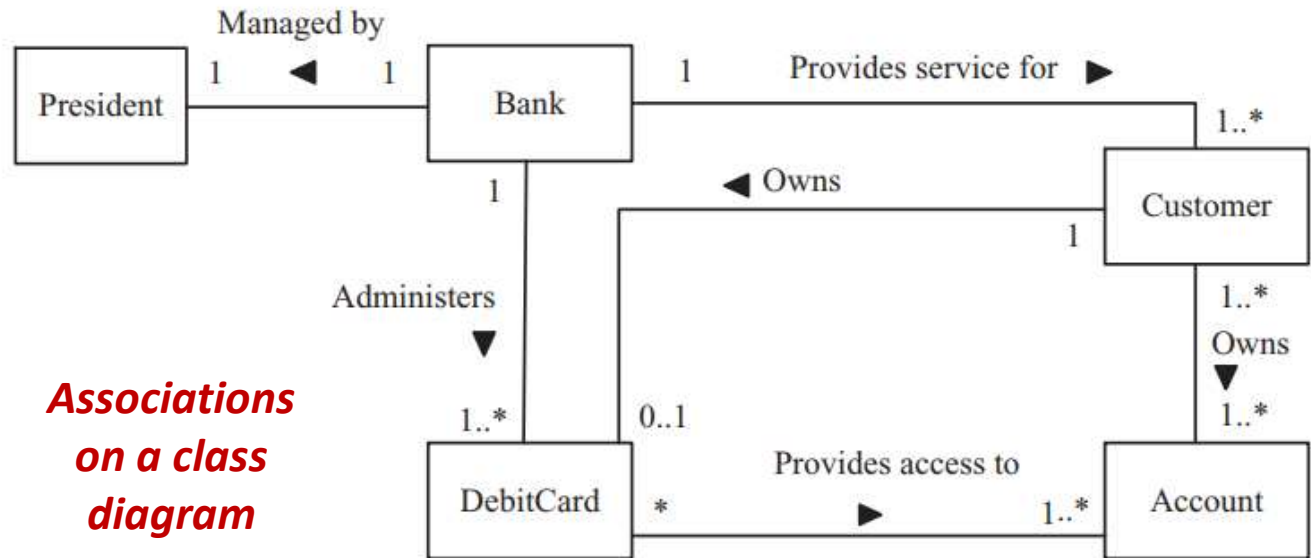 Managed by
1
1
President
Bank
1
Provides service for
1..*
Customer
Owns
1
1
Administers
1..*
Owns
1..*
0..1
1..*
Associations
on a class
diagram
DebitCard
*
Provides access to
1..*
Account